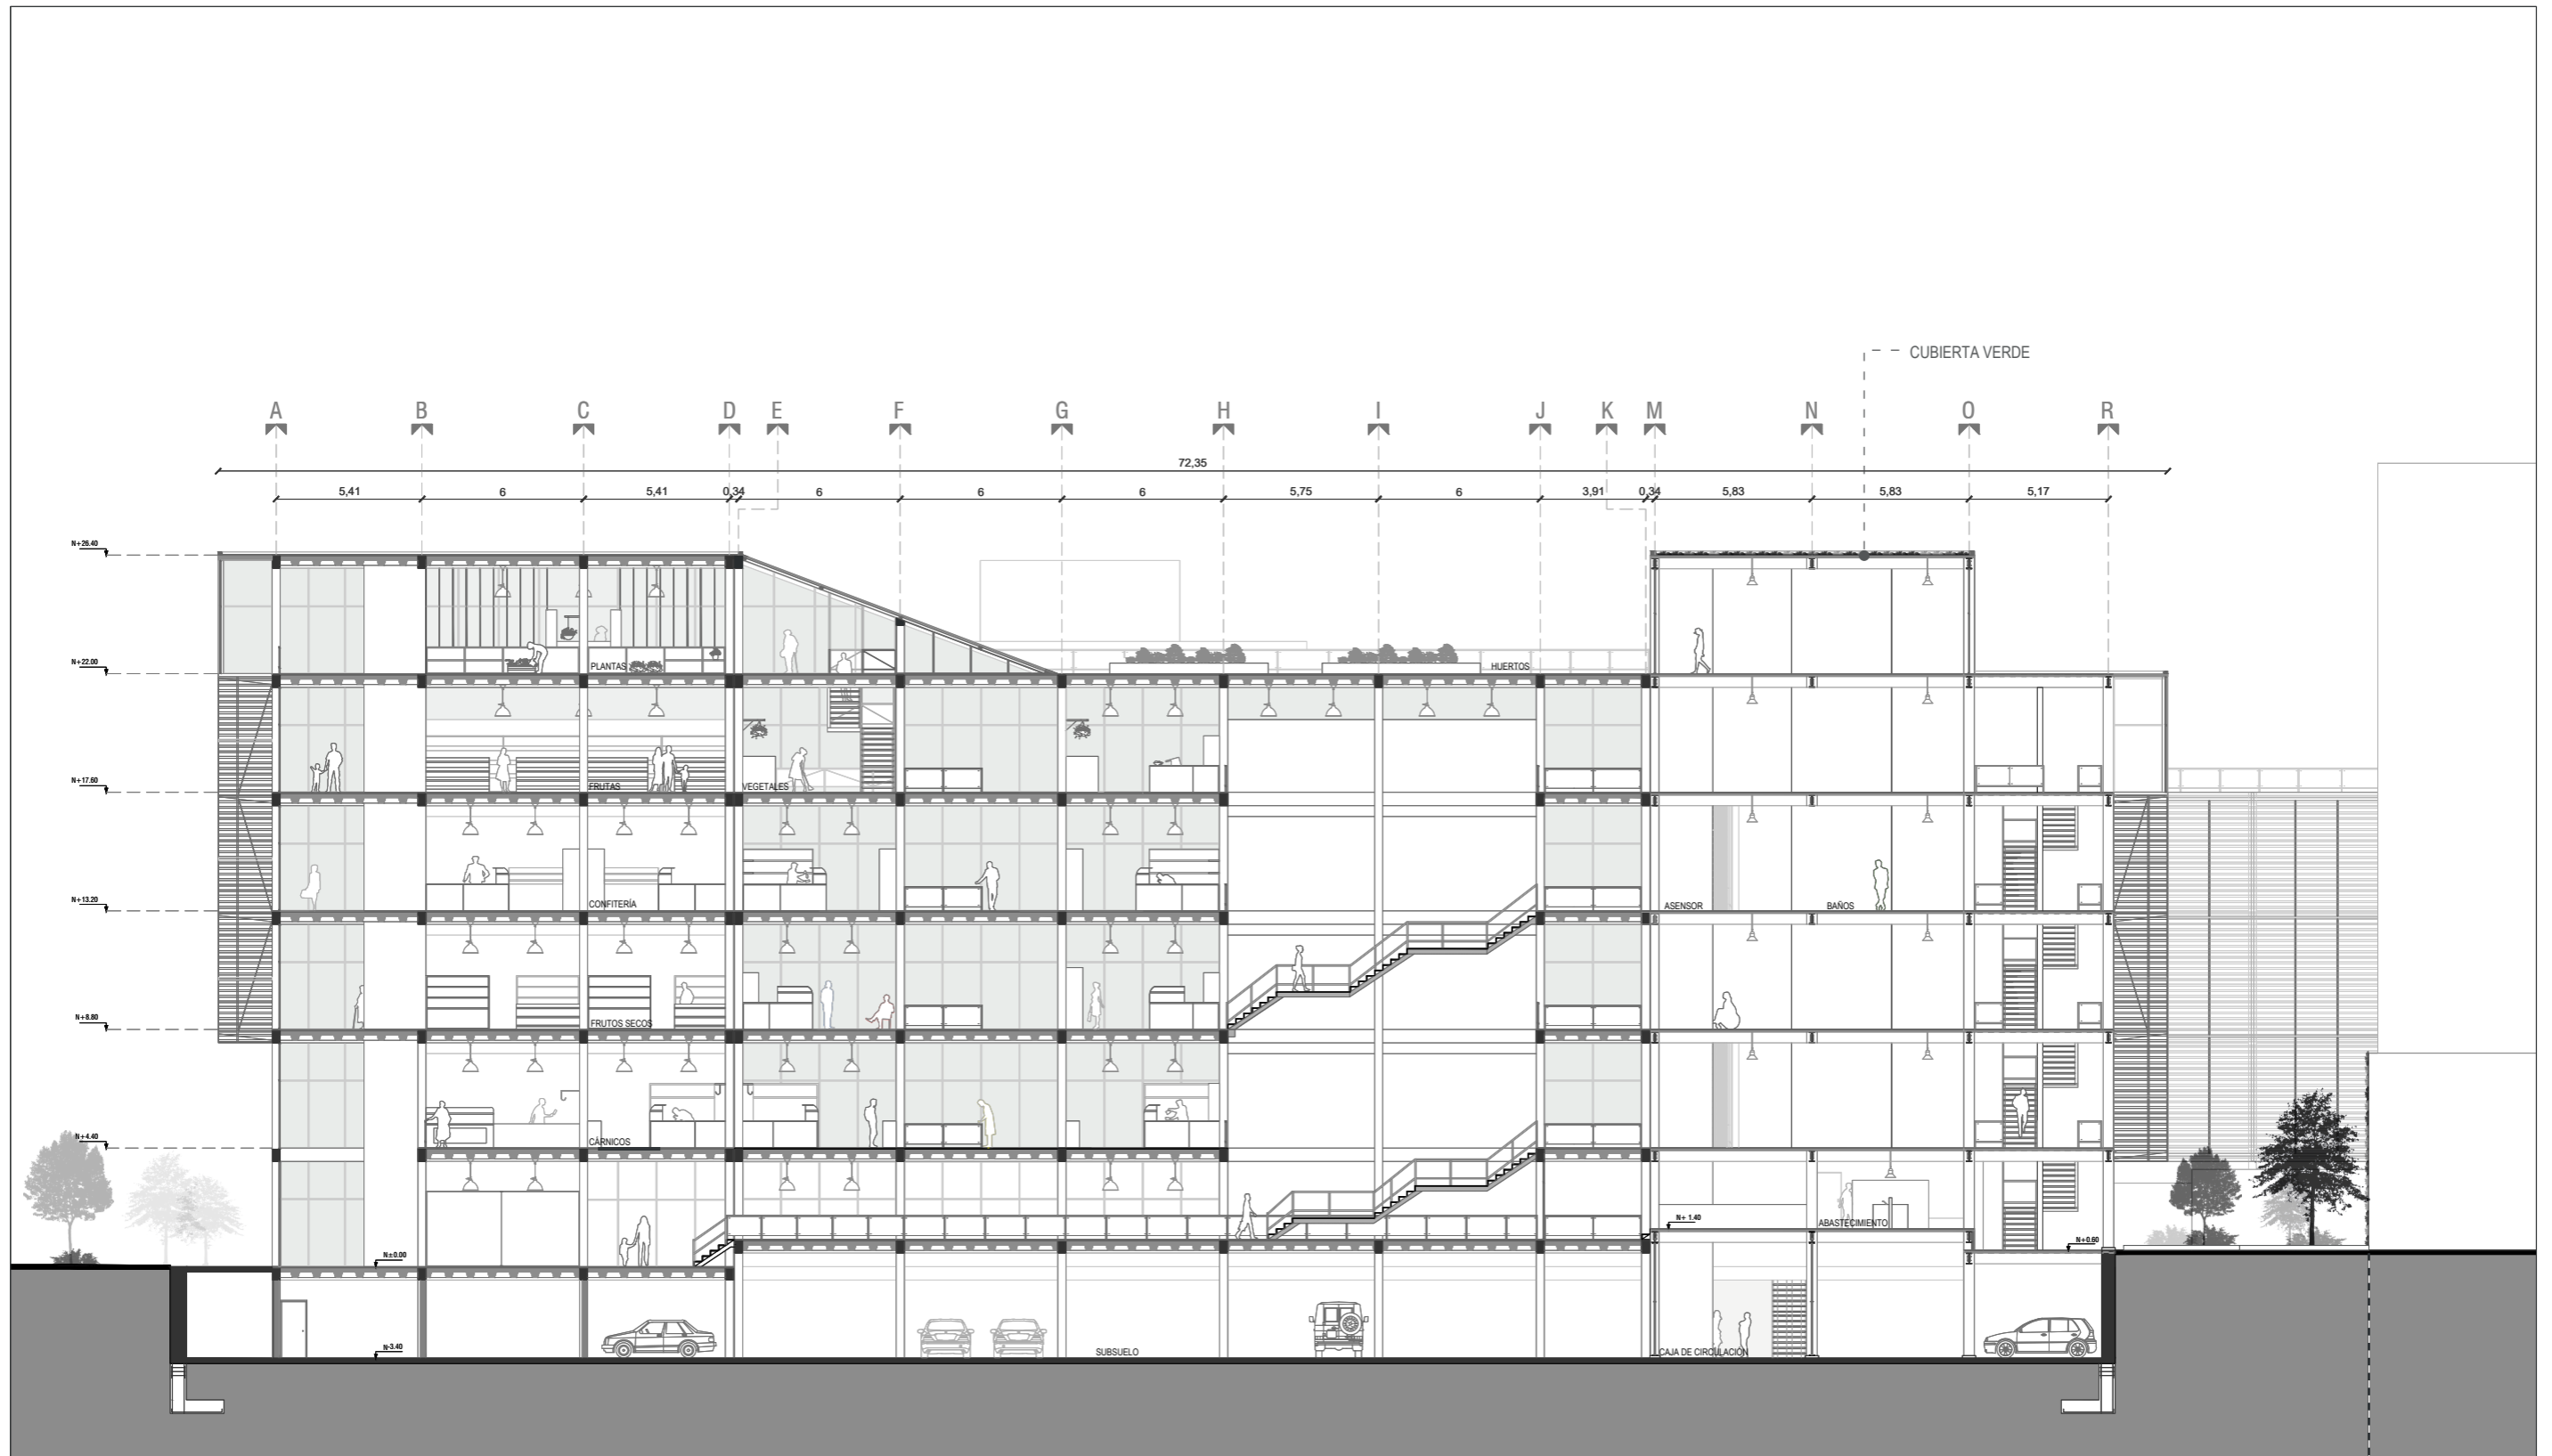 CUBIERTA VERDE
A B C D E F G H I J K M N O R
72,35
5,41 6 5,41 0,34 6 6 6 5,75 6 3,91 0,34 5,83 5,83 5,17
N+26.40
N+22.00
PLANTAS
HUERTOS
N+17.60
FRUTAS
VEGETALES
N+13.20
CONFITERÍA
ASENSOR
BAÑOS
N+8.80
FRUTOS SECOS
N+4.40
CÁRNICOS
N+ 1.40
ABASTECIMIENTO
N+0.60
N±0.00
N-3.40
SUBSUELO
CAJA DE CIRCULACIÓN